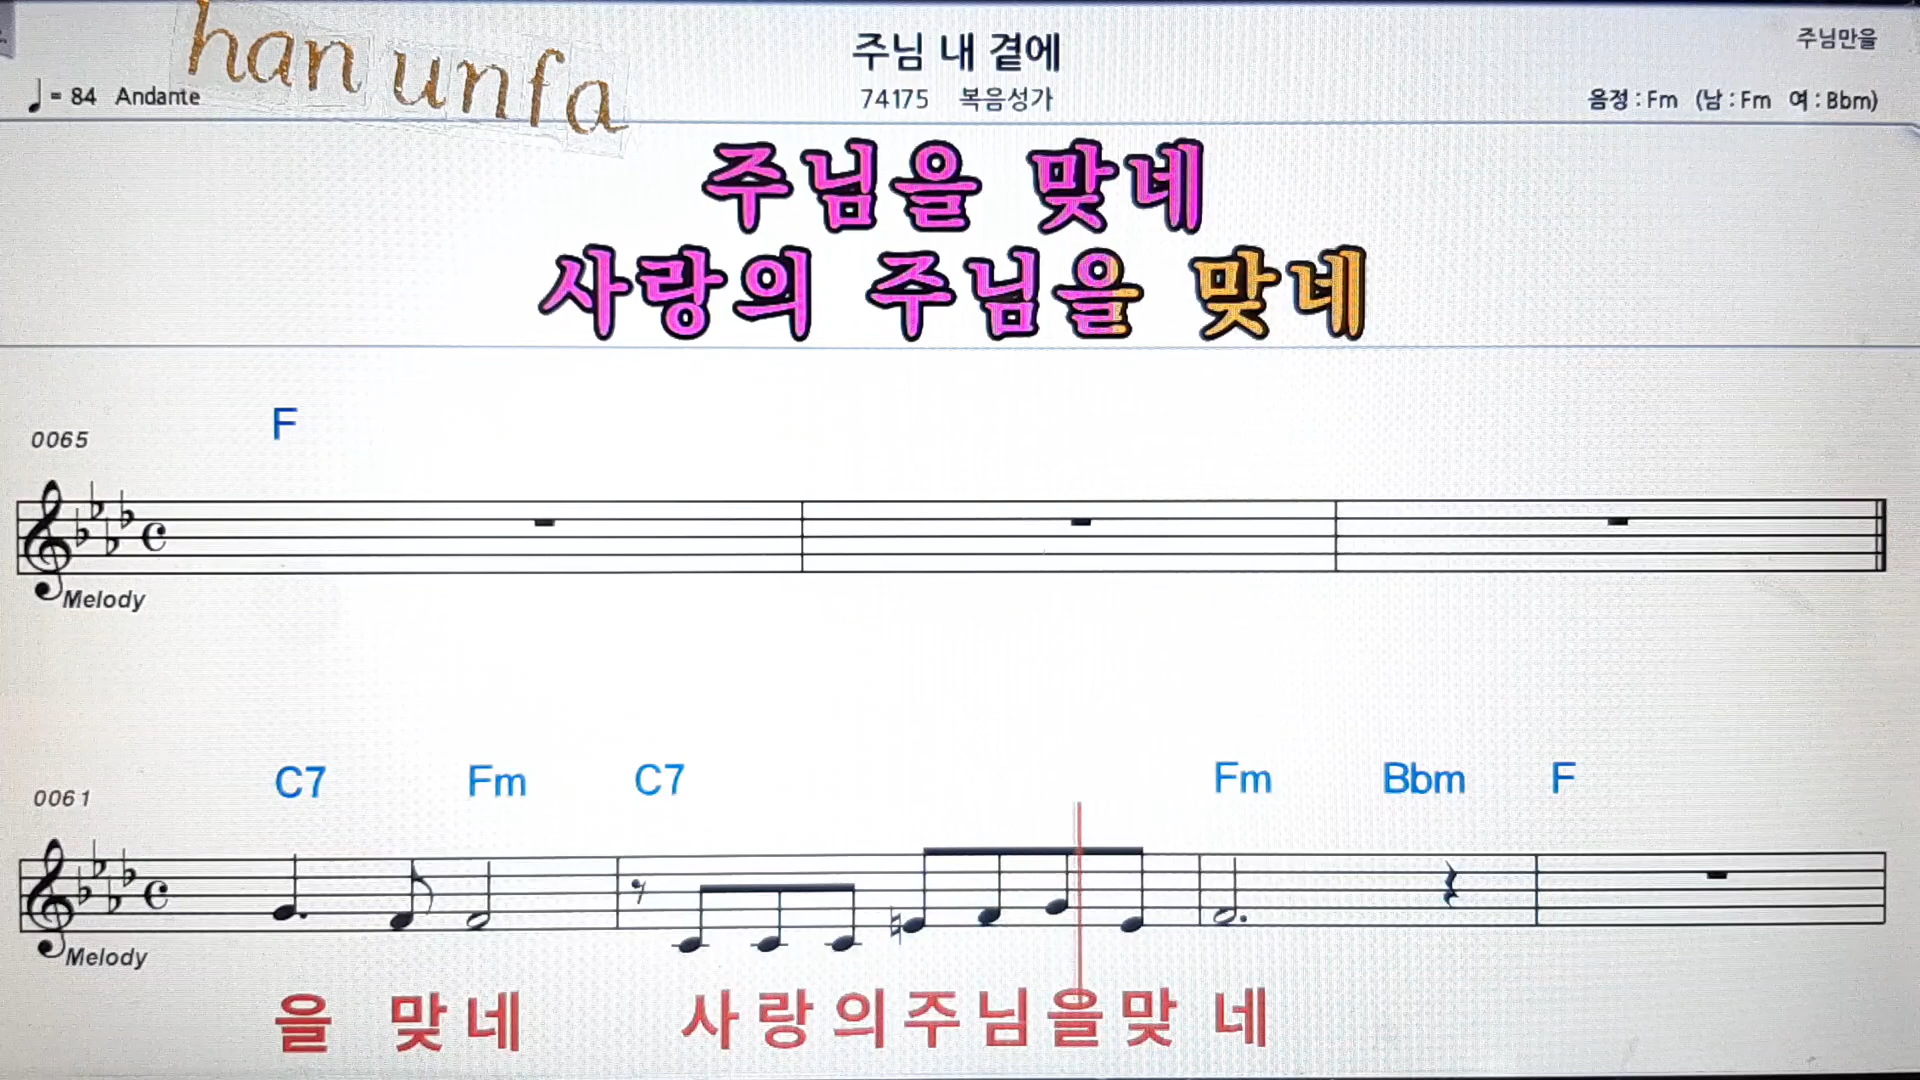 han unfa
주님 내 곁에
주님만을
♩= 84 Andante
74175 복음성가
음정 : Fm (남 : Fm 여 : Bbm)
주님을 맞네
사랑의 주님을 맞네
F
0065
Melody
C7 Fm C7 Fm Bbm F
0061
Melody
을 맞네 사랑의주님을맞 네